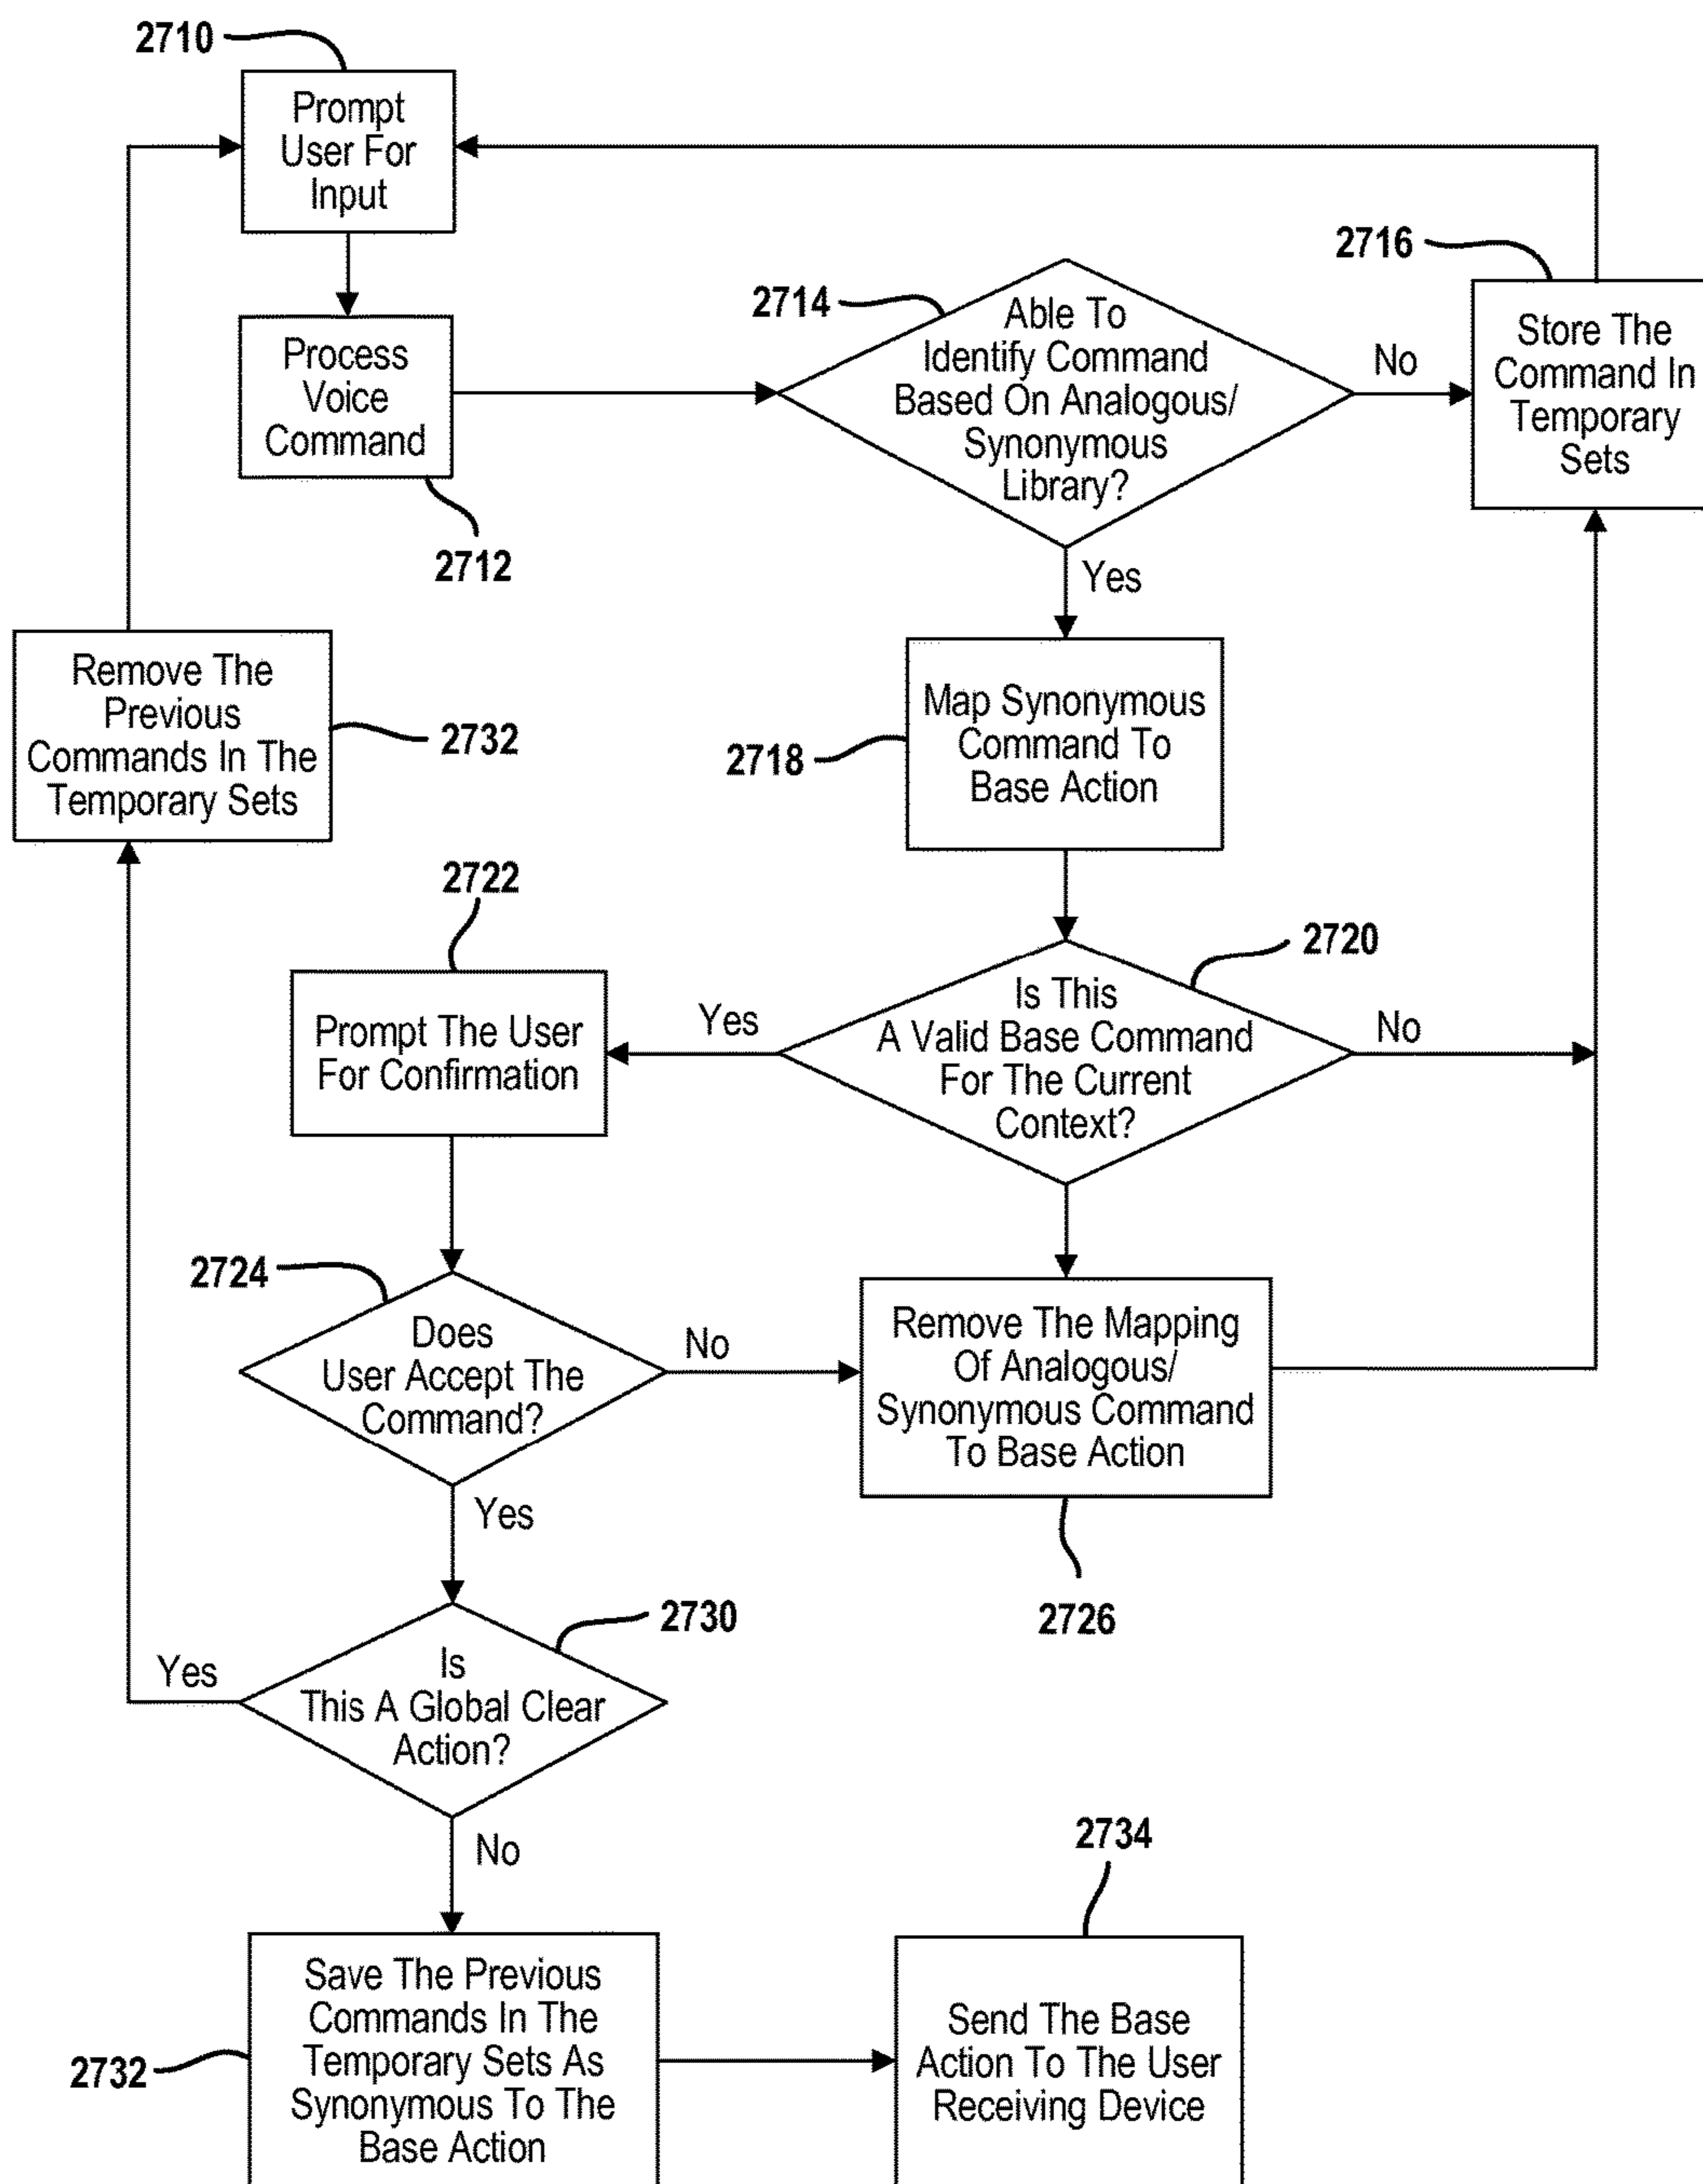 2710
Prompt
User For
Input
2716
2714
Able To
Identify Command
Based On Analogous/
Synonymous
Library?
No
Store The
Command In
Temporary
Sets
Process
Voice
Command
2712
Yes
Remove The
Previous
Commands In The
Temporary Sets
2732
2718
Map Synonymous
Command To
Base Action
2722
2720
Prompt The User
For Confirmation
Yes
Is This
A Valid Base Command
For The Current
Context?
No
2724
Does
User Accept The
Command?
No
Remove The Mapping
Of Analogous/
Synonymous Command
To Base Action
Yes
2726
2730
Yes
Is
This A Global Clear
Action?
No
2734
2732
Save The Previous
Commands In The
Temporary Sets As
Synonymous To The
Base Action
Send The Base
Action To The User
Receiving Device